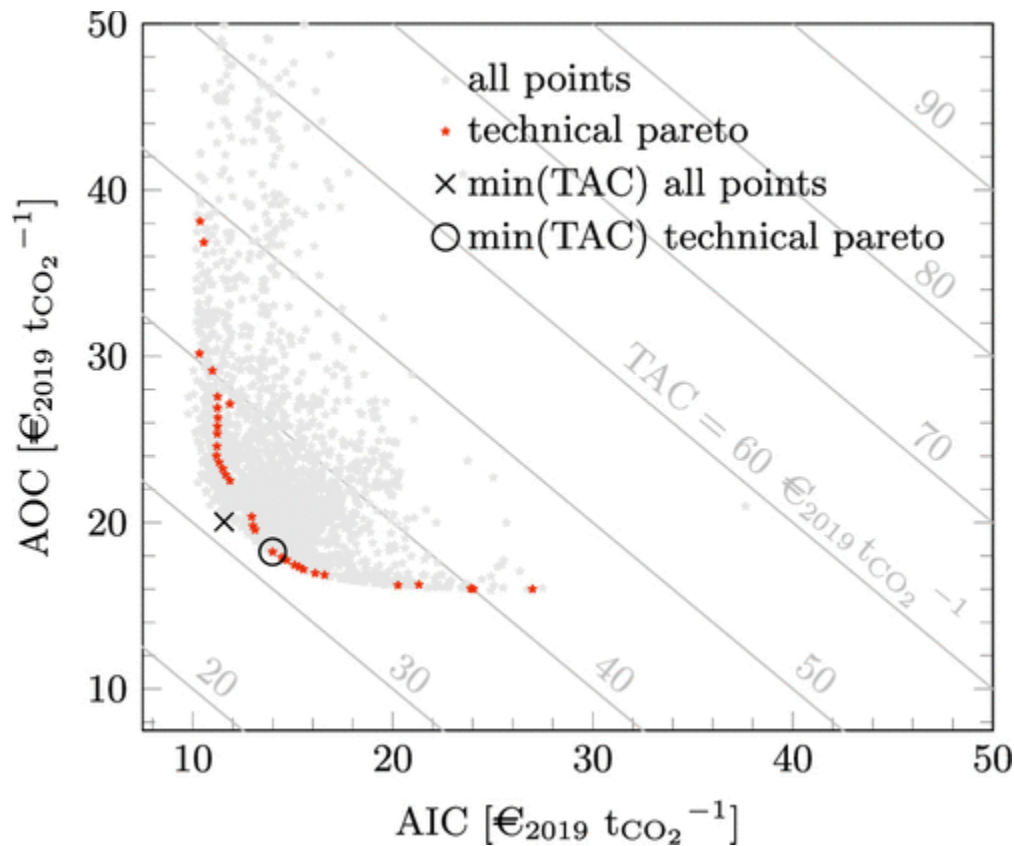 50
40
30
20
10
AOC [€2019 tCO2 −1]
all points
technical pareto
min(TAC) all points
min(TAC) technical pareto
90
80
70
TAC = 60 €2019 tCO2 −1
50
40
30
20
10 20 30 40 50
AIC [€2019 tCO2 −1]